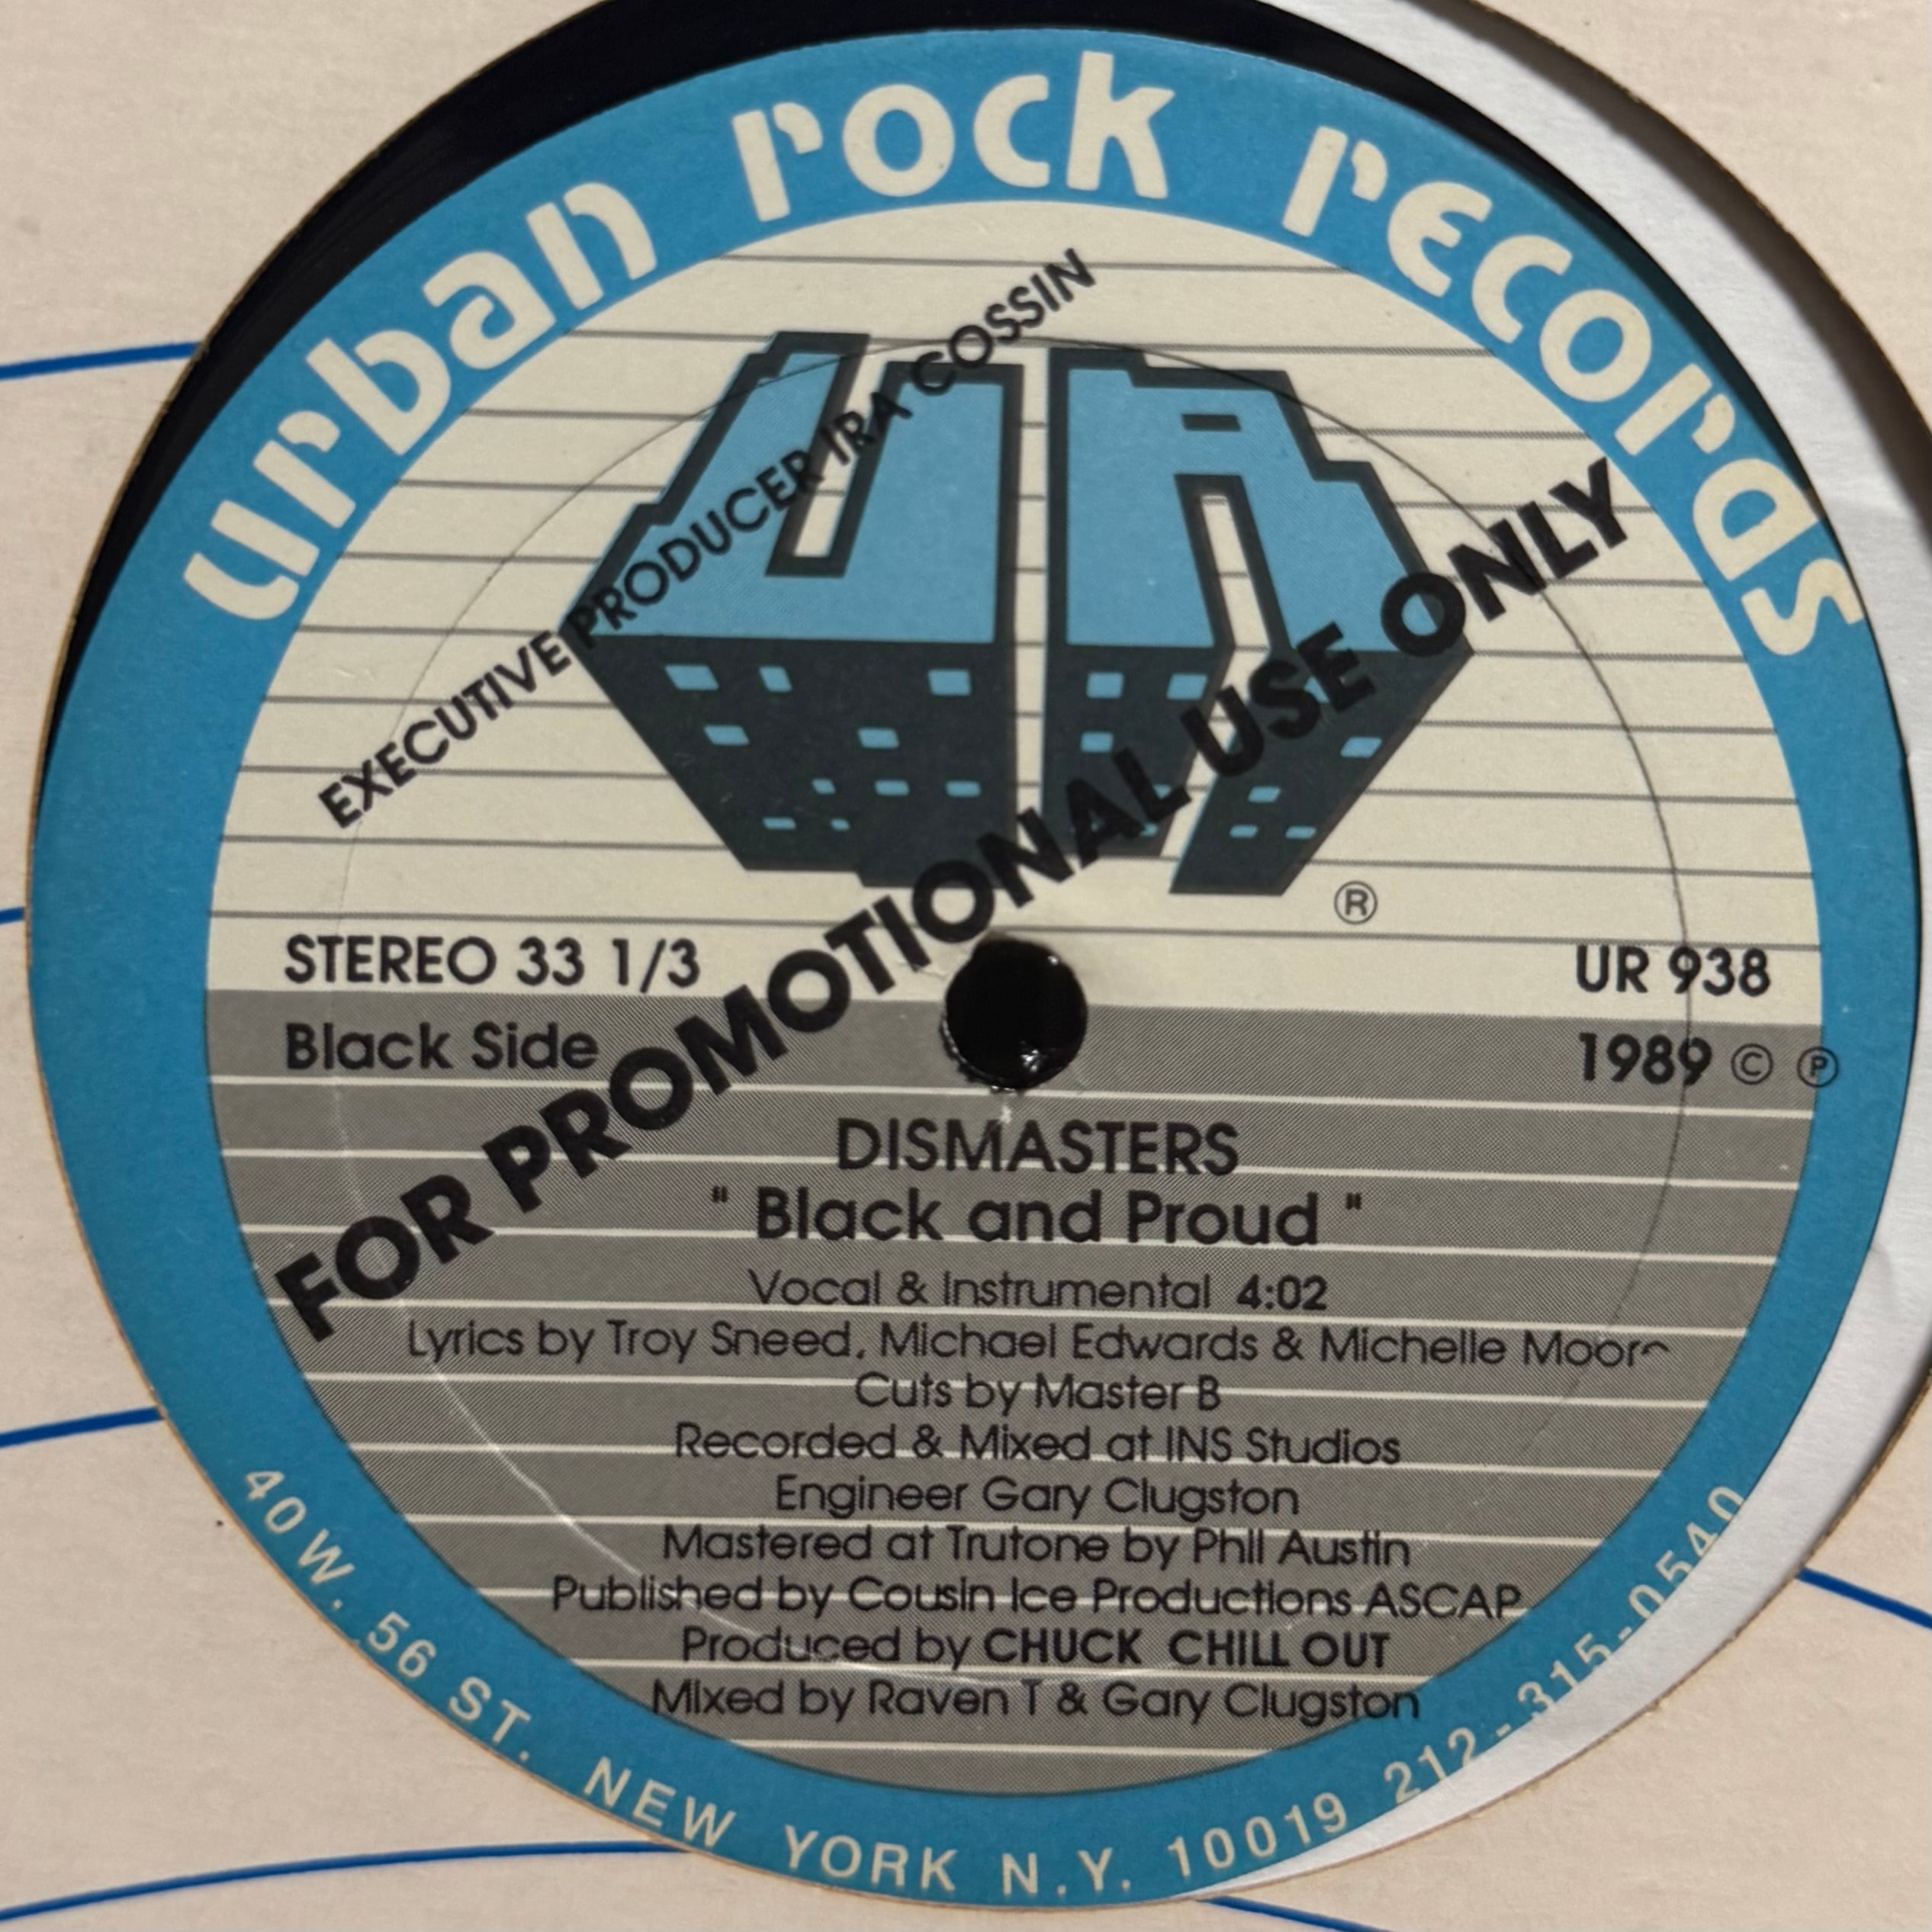 urban rock records
EXECUTIVE PRODUCER IRA COSSIN
UR
®
FOR PROMOTIONAL USE ONLY
STEREO 33 1/3
UR 938
Black Side
1989 © ℗
DISMASTERS
" Black and Proud "
Vocal & Instrumental 4:02
Lyrics by Troy Sneed, Michael Edwards & Michelle Moore
Cuts by Master B
Recorded & Mixed at INS Studios
Engineer Gary Clugston
Mastered at Trutone by Phil Austin
Published by Cousin Ice Productions ASCAP
Produced by CHUCK CHILL OUT
Mixed by Raven T & Gary Clugston
40 W. 56 ST. NEW YORK N.Y. 10019 212-315-0540